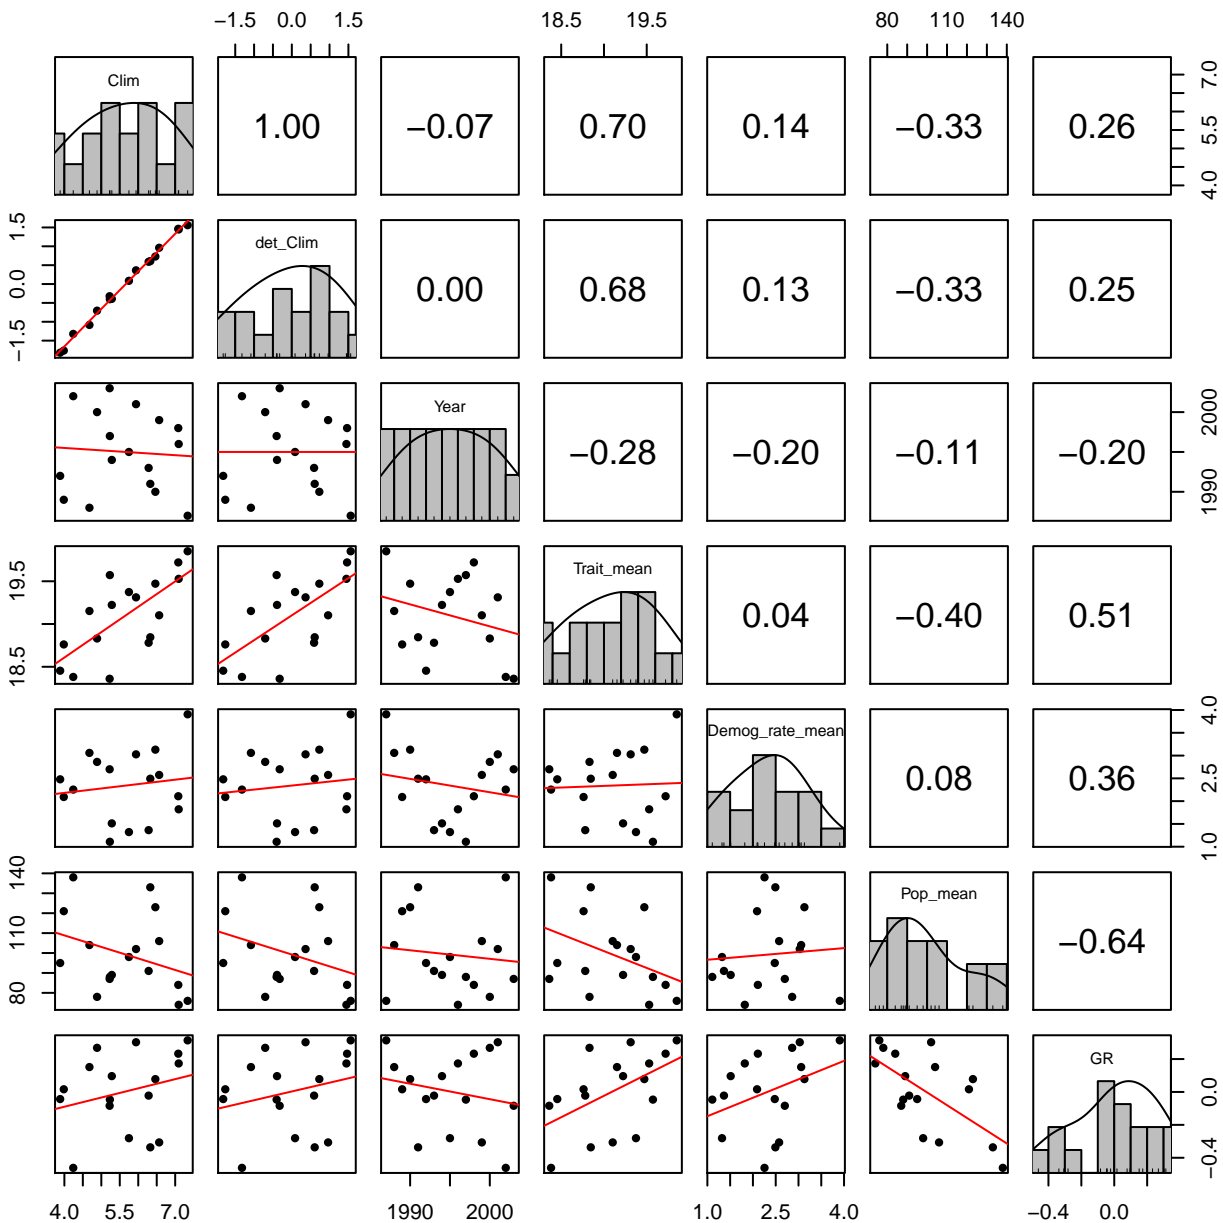 −1.5 0.0 1.5 18.5 19.5 80 110 140
Clim 1.00 −0.07 0.70 0.14 −0.33 0.26 4.0 5.5 7.0
−1.5 0.0 1.5 det_Clim 0.00 0.68 0.13 −0.33 0.25
Year −0.28 −0.20 −0.11 −0.20 1990 2000
18.5 19.5 Trait_mean 0.04 −0.40 0.51
Demog_rate_mean 0.08 0.36 1.0 2.5 4.0
80 110 140 Pop_mean −0.64
GR −0.4 0.0
4.0 5.5 7.0 1990 2000 1.0 2.5 4.0 −0.4 0.0